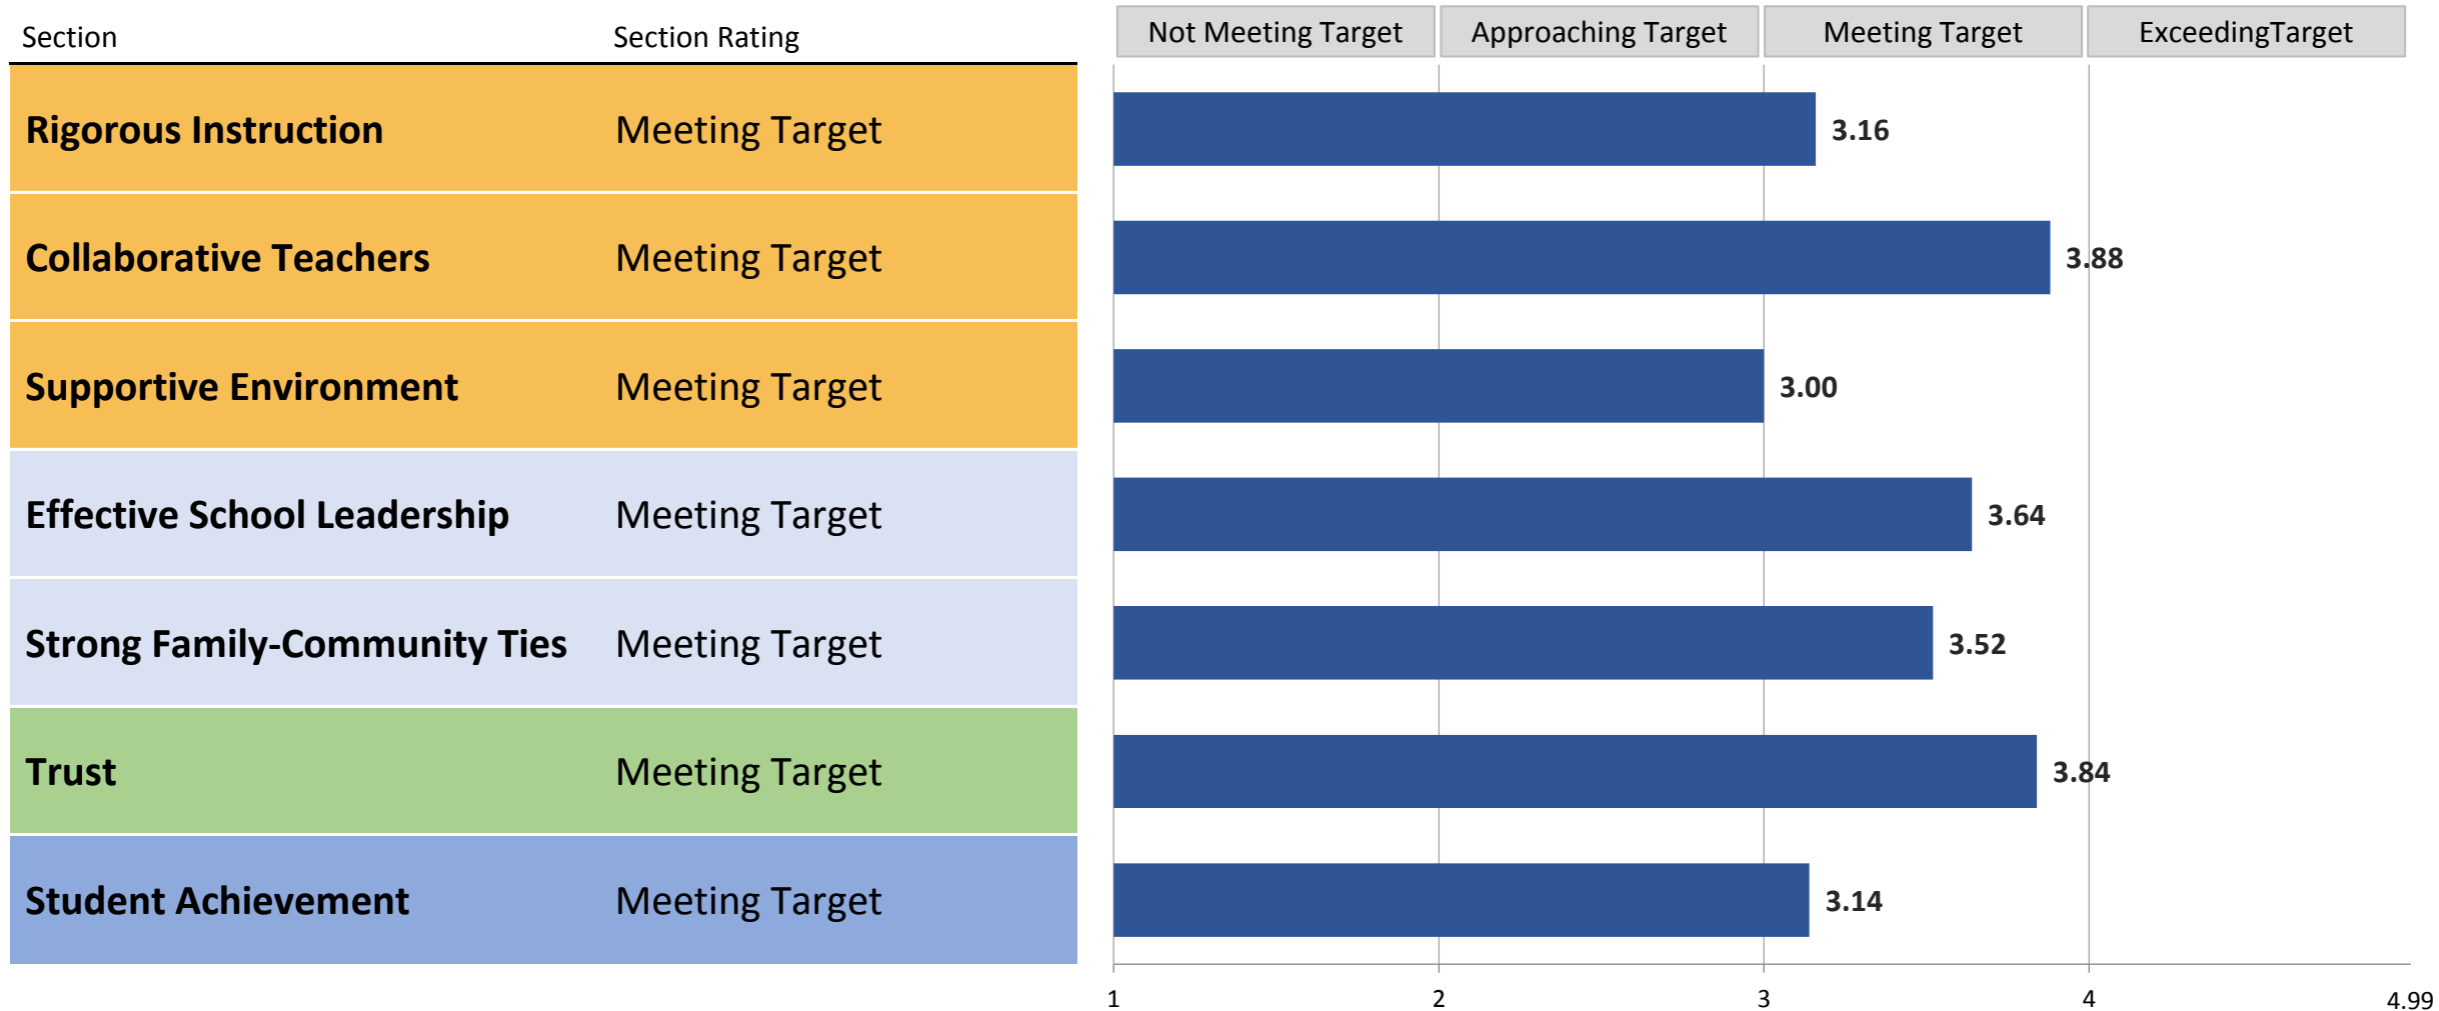 Section Section Rating Not Meeting Target Approaching Target Meeting Target ExceedingTarget
Rigorous Instruction Meeting Target 3.16
Collaborative Teachers Meeting Target 3.88
Supportive Environment Meeting Target 3.00
Effective School Leadership Meeting Target 3.64
Strong Family-Community Ties Meeting Target 3.52
Trust Meeting Target 3.84
Student Achievement Meeting Target 3.14
1 2 3 4 4.99